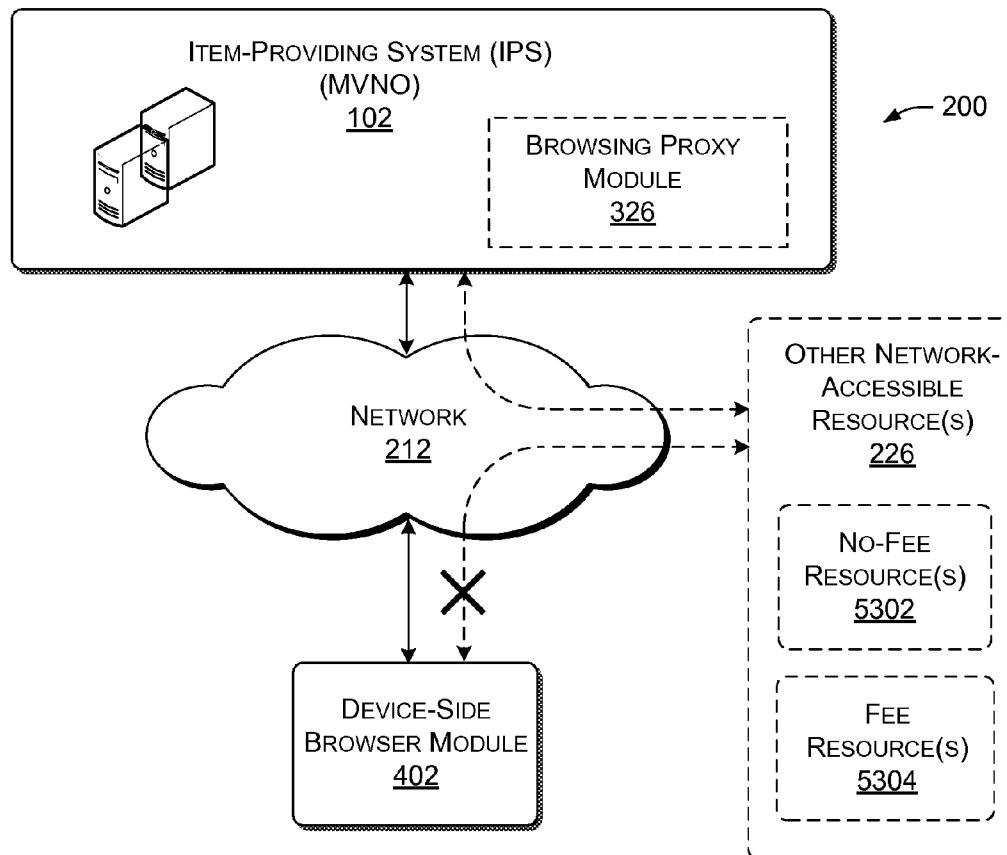 ITEM-PROVIDING SYSTEM (IPS)
(MVNO)
102
BROWSING PROXY
MODULE
326
200
NETWORK
212
OTHER NETWORK-
ACCESSIBLE
RESOURCE(S)
226
NO-FEE
RESOURCE(S)
5302
FEE
RESOURCE(S)
5304
DEVICE-SIDE
BROWSER MODULE
402